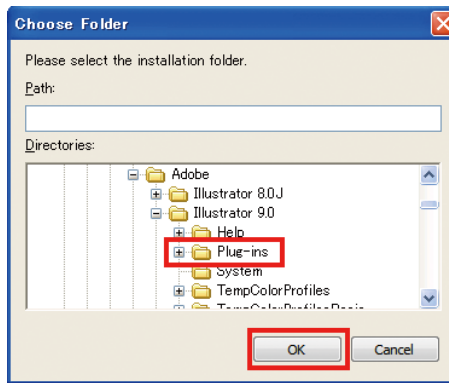 Choose Folder
Please select the installation folder.
Path:
Directories:
Adobe
Illustrator 8.0J
Illustrator 9.0
Help
Plug-ins
System
TempColorProfiles
TempColorProfilesBasic
OK Cancel